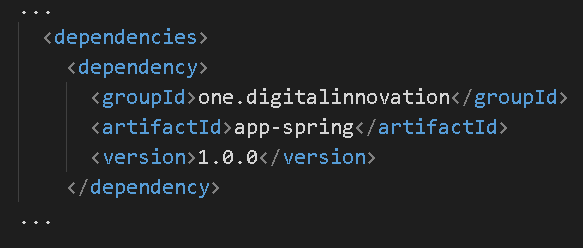 ...
<dependencies>
<dependency>
<groupId>one.digitalinnovation</groupId>
<artifactId>app-spring</artifactId>
<version>1.0.0</version>
</dependency>
...